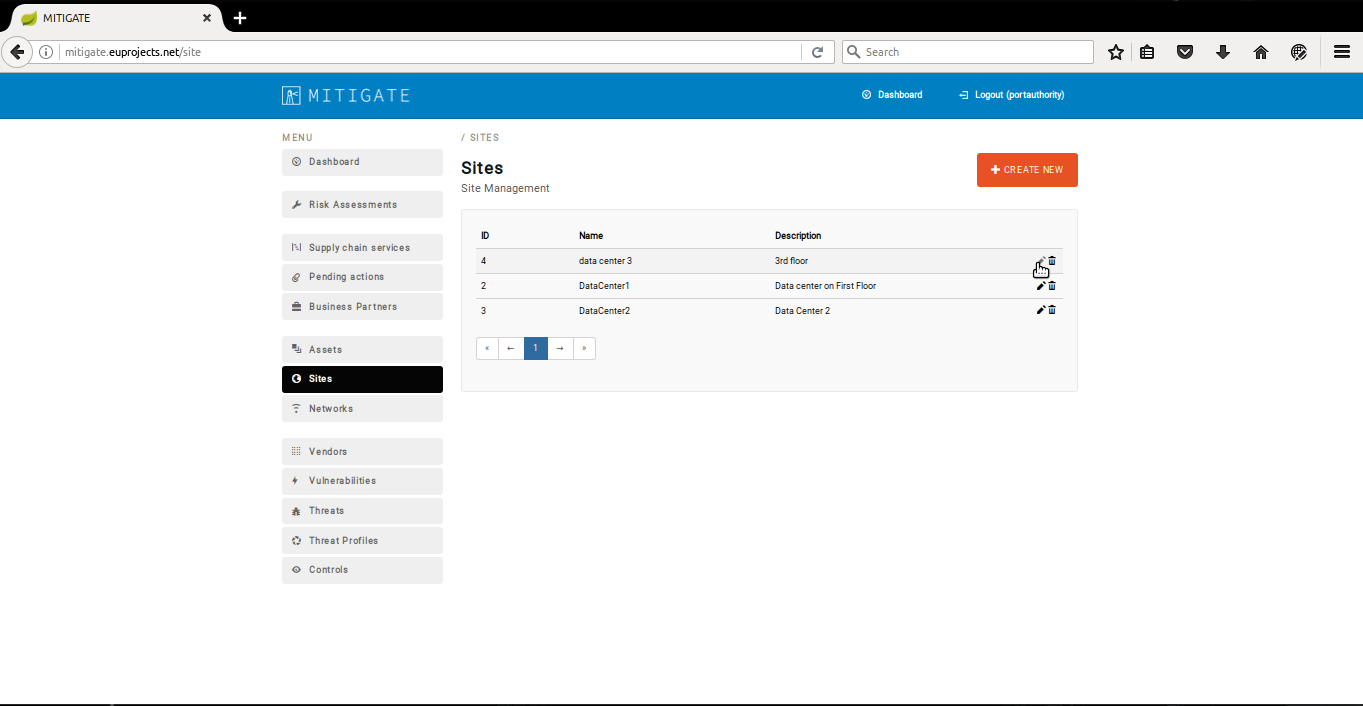 MITIGATE
mitigate.euprojects.net/site
Search
MITIGATE
Dashboard
Logout (portauthority)
MENU
Dashboard
Risk Assessments
Supply chain services
Pending actions
Business Partners
Assets
Sites
Networks
Vendors
Vulnerabilities
Threats
Threat Profiles
Controls
/ SITES
Sites
Site Management
CREATE NEW
ID Name Description
4 data center 3 3rd floor
2 DataCenter1 Data center on First Floor
3 DataCenter2 Data Center 2
« ← 1 → »